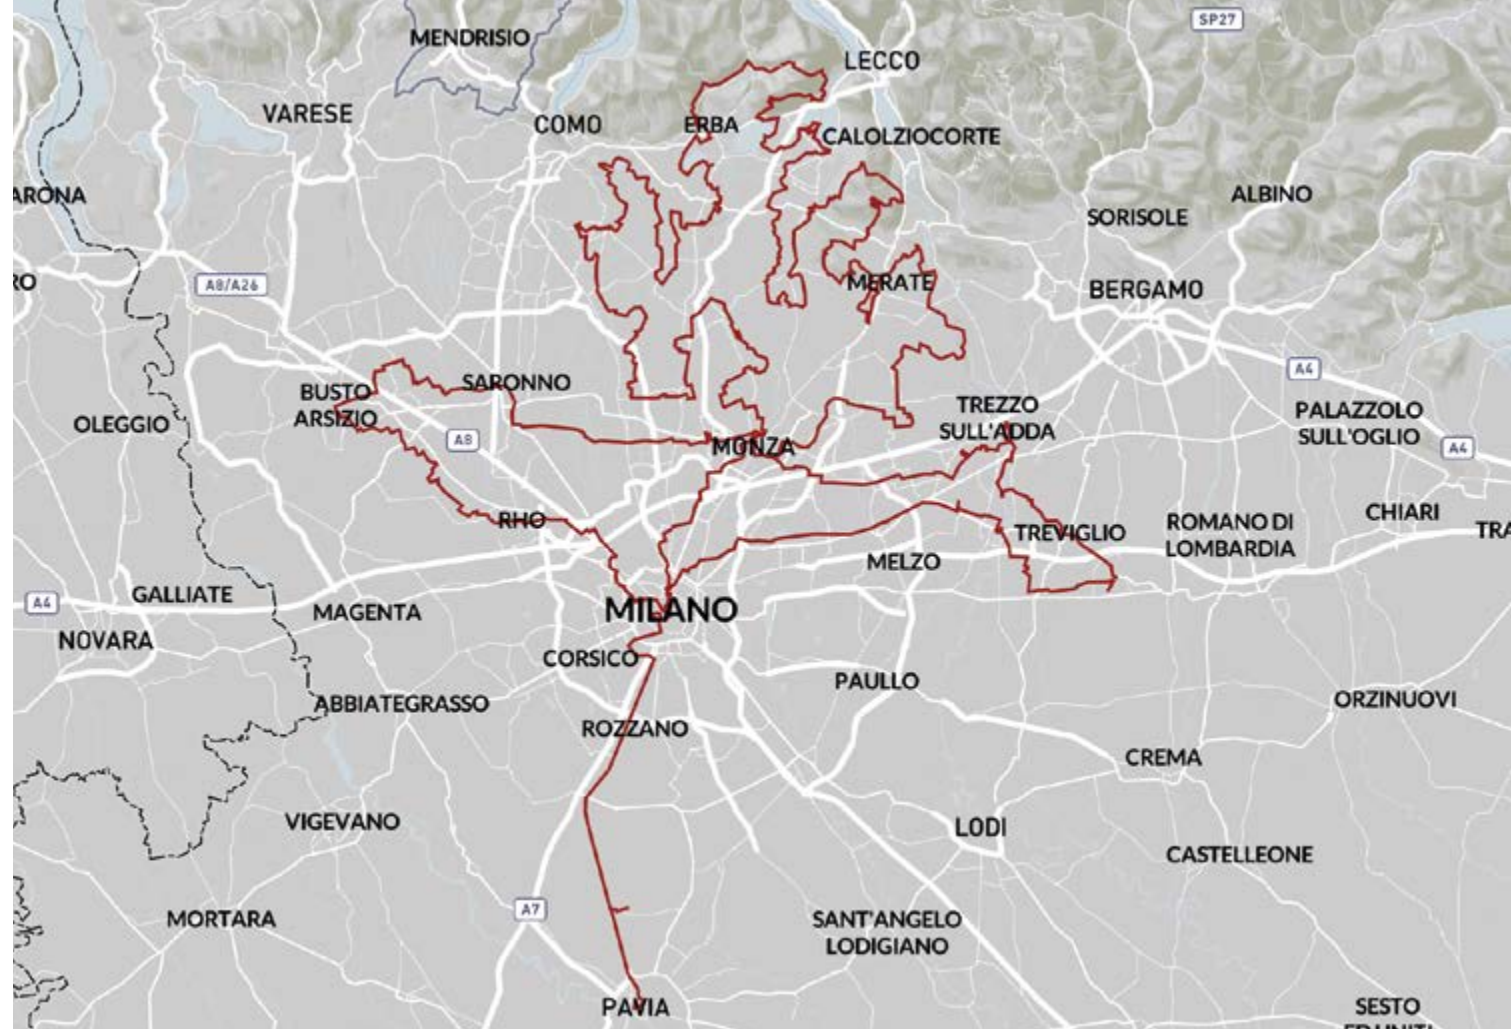 SP27
MENDRISIO
LECCO
VARESE
COMO
ERBA
CALOLZIOCORTE
ARONA
ALBINO
SORISOLE
RO
A8/A26
MERATE
BERGAMO
A4
BUSTO
ARSIZIO
SARONNO
OLEGGIO
A8
TREZZO
SULL'ADDA
PALAZZOLO
SULL'OGLIO
A4
MONZA
RHO
TREVIGLIO
ROMANO DI
LOMBARDIA
CHIARI
TRA
MELZO
A4
GALLIATE
MAGENTA
MILANO
NOVARA
CORSICO
PAULLO
ABBIATEGRASSO
ORZINUOVI
ROZZANO
CREMA
VIGEVANO
LODI
CASTELLEONE
A7
MORTARA
SANT'ANGELO
LODIGIANO
PAVIA
SESTO